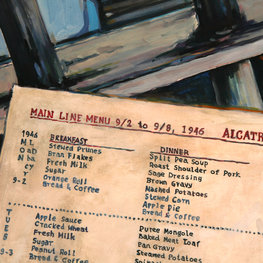 MAIN LINE MENU 9/2 to 9/8, 1946 ALCATR
1946 BREAKFAST DINNER
Stewed Prunes Split Pea Soup
Bran Flakes Roast Shoulder of Pork
Fresh Milk Sage Dressing
Sugar Brown Gravy
9-2 Orange Roll Mashed Potatoes
Bread & Coffee Stewed Corn
Apple Pie
Bread & Coffee
T Apple Sauce
U Cracked Wheat Puree Mongole
E Fresh Milk Baked Meat Loaf
S Sugar Pan Gravy
9-3 Peanut Roll Steamed Potatoes
Bread & Coffee